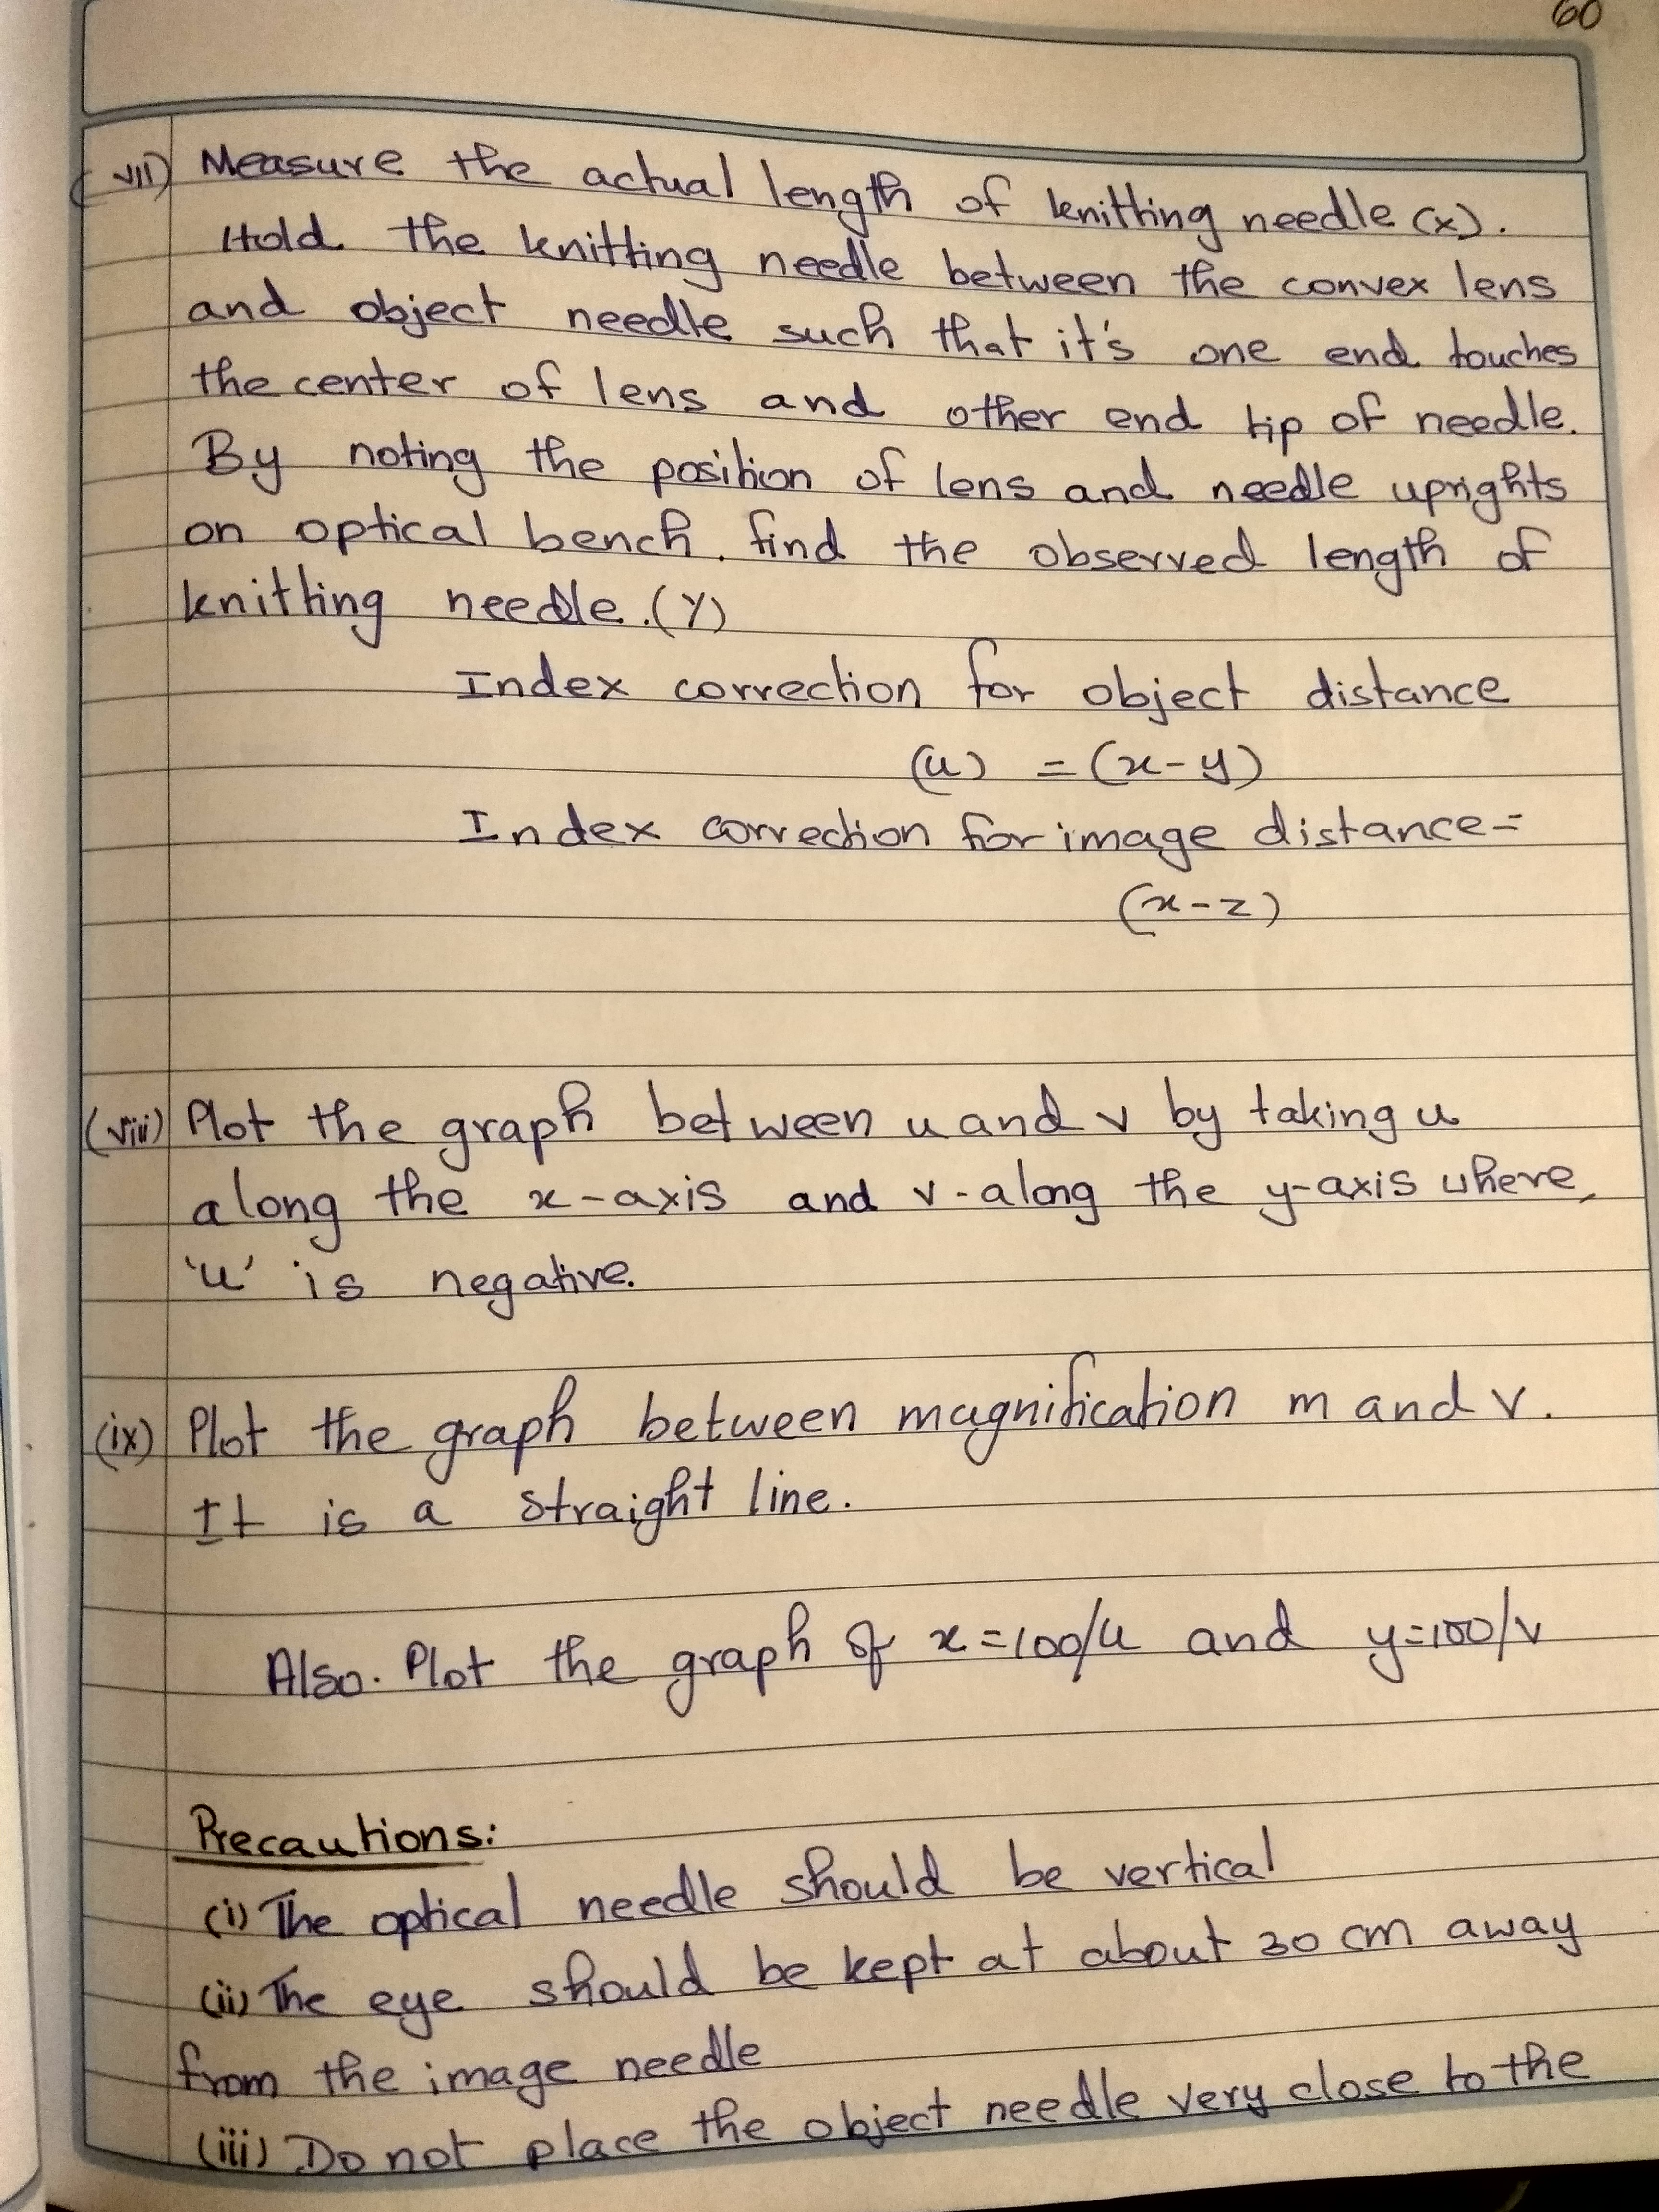 60
(vii) Measure the actual length of knitting needle (x).
Hold the knitting needle between the convex lens
and object needle such that it's one end touches
the center of lens and other end tip of needle.
By noting the position of lens and needle uprights
on optical bench. find the observed length of
knitting needle.(Y)
Index correction for object distance
(u) = (x-y)
Index correction for image distance=
(x-z)
(viii) Plot the graph between u and v by taking u
along the x-axis and v-along the y-axis where,
'u' is negative.
(ix) Plot the graph between magnification m and v.
It is a straight line.
Also. Plot the graph of x=100/u and y=100/v
Precautions:
(i) The optical needle should be vertical
(ii) The eye should be kept at about 30 cm away
from the image needle
(iii) Do not place the object needle very close to the